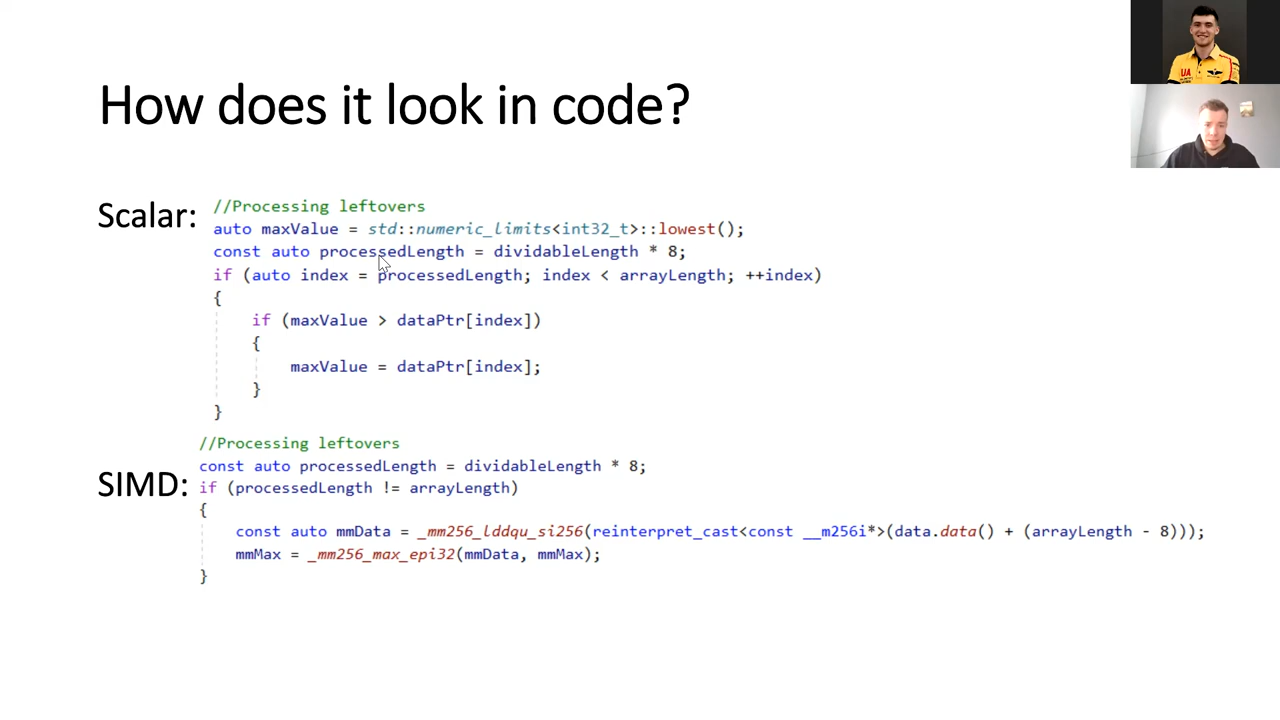 How does it look in code?
Scalar:
//Processing leftovers
auto maxValue = std::numeric_limits<int32_t>::lowest();
const auto processedLength = dividableLength * 8;
if (auto index = processedLength; index < arrayLength; ++index)
{
if (maxValue > dataPtr[index])
{
maxValue = dataPtr[index];
}
}
SIMD:
//Processing leftovers
const auto processedLength = dividableLength * 8;
if (processedLength != arrayLength)
{
const auto mmData = _mm256_lddqu_si256(reinterpret_cast<const __m256i*>(data.data() + (arrayLength - 8)));
mmMax = _mm256_max_epi32(mmData, mmMax);
}
UA